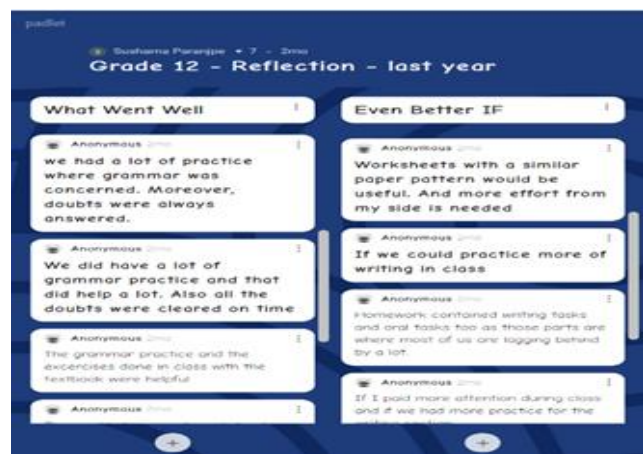 padlet
Sushama Paranjpe + 7 - 2mo
Grade 12 - Reflection - last year
What Went Well
Anonymous 2mo
we had a lot of practice
where grammar was
concerned. Moreover,
doubts were always
answered.
Anonymous 2mo
We did have a lot of
grammar practice and that
did help a lot. Also all the
doubts were cleared on time
Anonymous 2mo
The grammar practice and the
excercises done in class with the
textbook were helpful
Anonymous 2mo
Even Better IF
Anonymous 2mo
Worksheets with a similar
paper pattern would be
useful. And more effort from
my side is needed
Anonymous 2mo
If we could practice more of
writing in class
Anonymous 2mo
Homework contained writing tasks
and oral tasks too as those parts are
where most of us are lagging behind
by a lot.
Anonymous 2mo
If I paid more attention during class
and if we had more practice for the